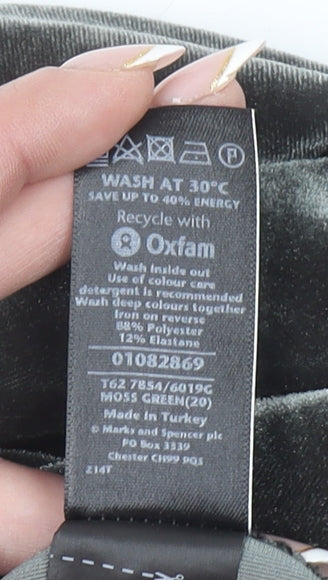 P
WASH AT 30°C
SAVE UP TO 40% ENERGY
Recycle with
Oxfam
Wash inside out
Use of colour care
detergent is recommended
Wash deep colours together
Iron on reverse
88% Polyester
12% Elastane
01082869
T62 7854/6019G
MOSS GREEN(20)
Made in Turkey
© Marks and Spencer plc
PO Box 3339
Chester CH99 9QS
Z14T